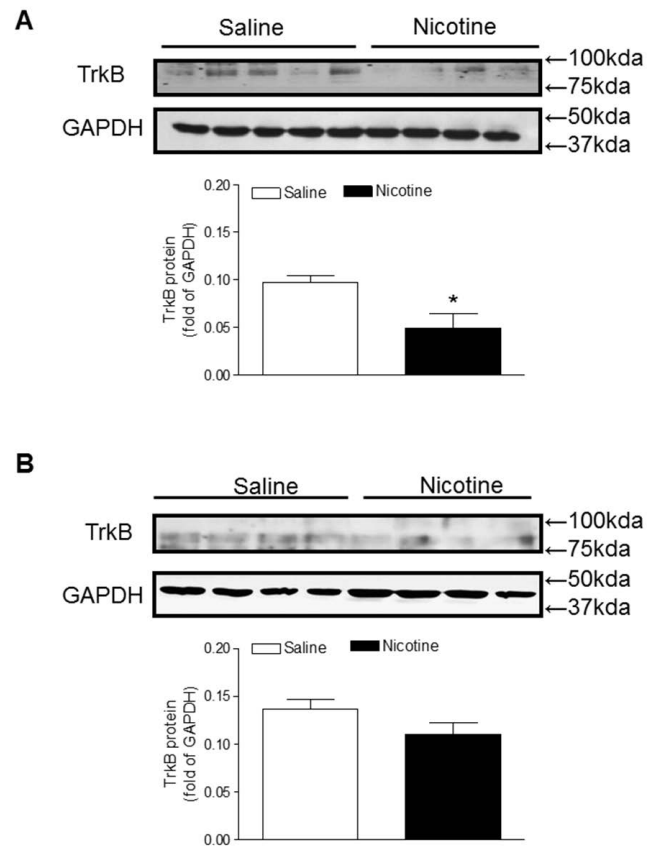 A
Saline Nicotine
TrkB
←100kda
←75kda
GAPDH
←50kda
←37kda
TrkB protein
(fold of GAPDH)
0.20
0.15
0.10
0.05
0.00
Saline Nicotine
*
B
Saline Nicotine
TrkB
←100kda
←75kda
GAPDH
←50kda
←37kda
TrkB protein
(fold of GAPDH)
0.20
0.15
0.10
0.05
0.00
Saline Nicotine